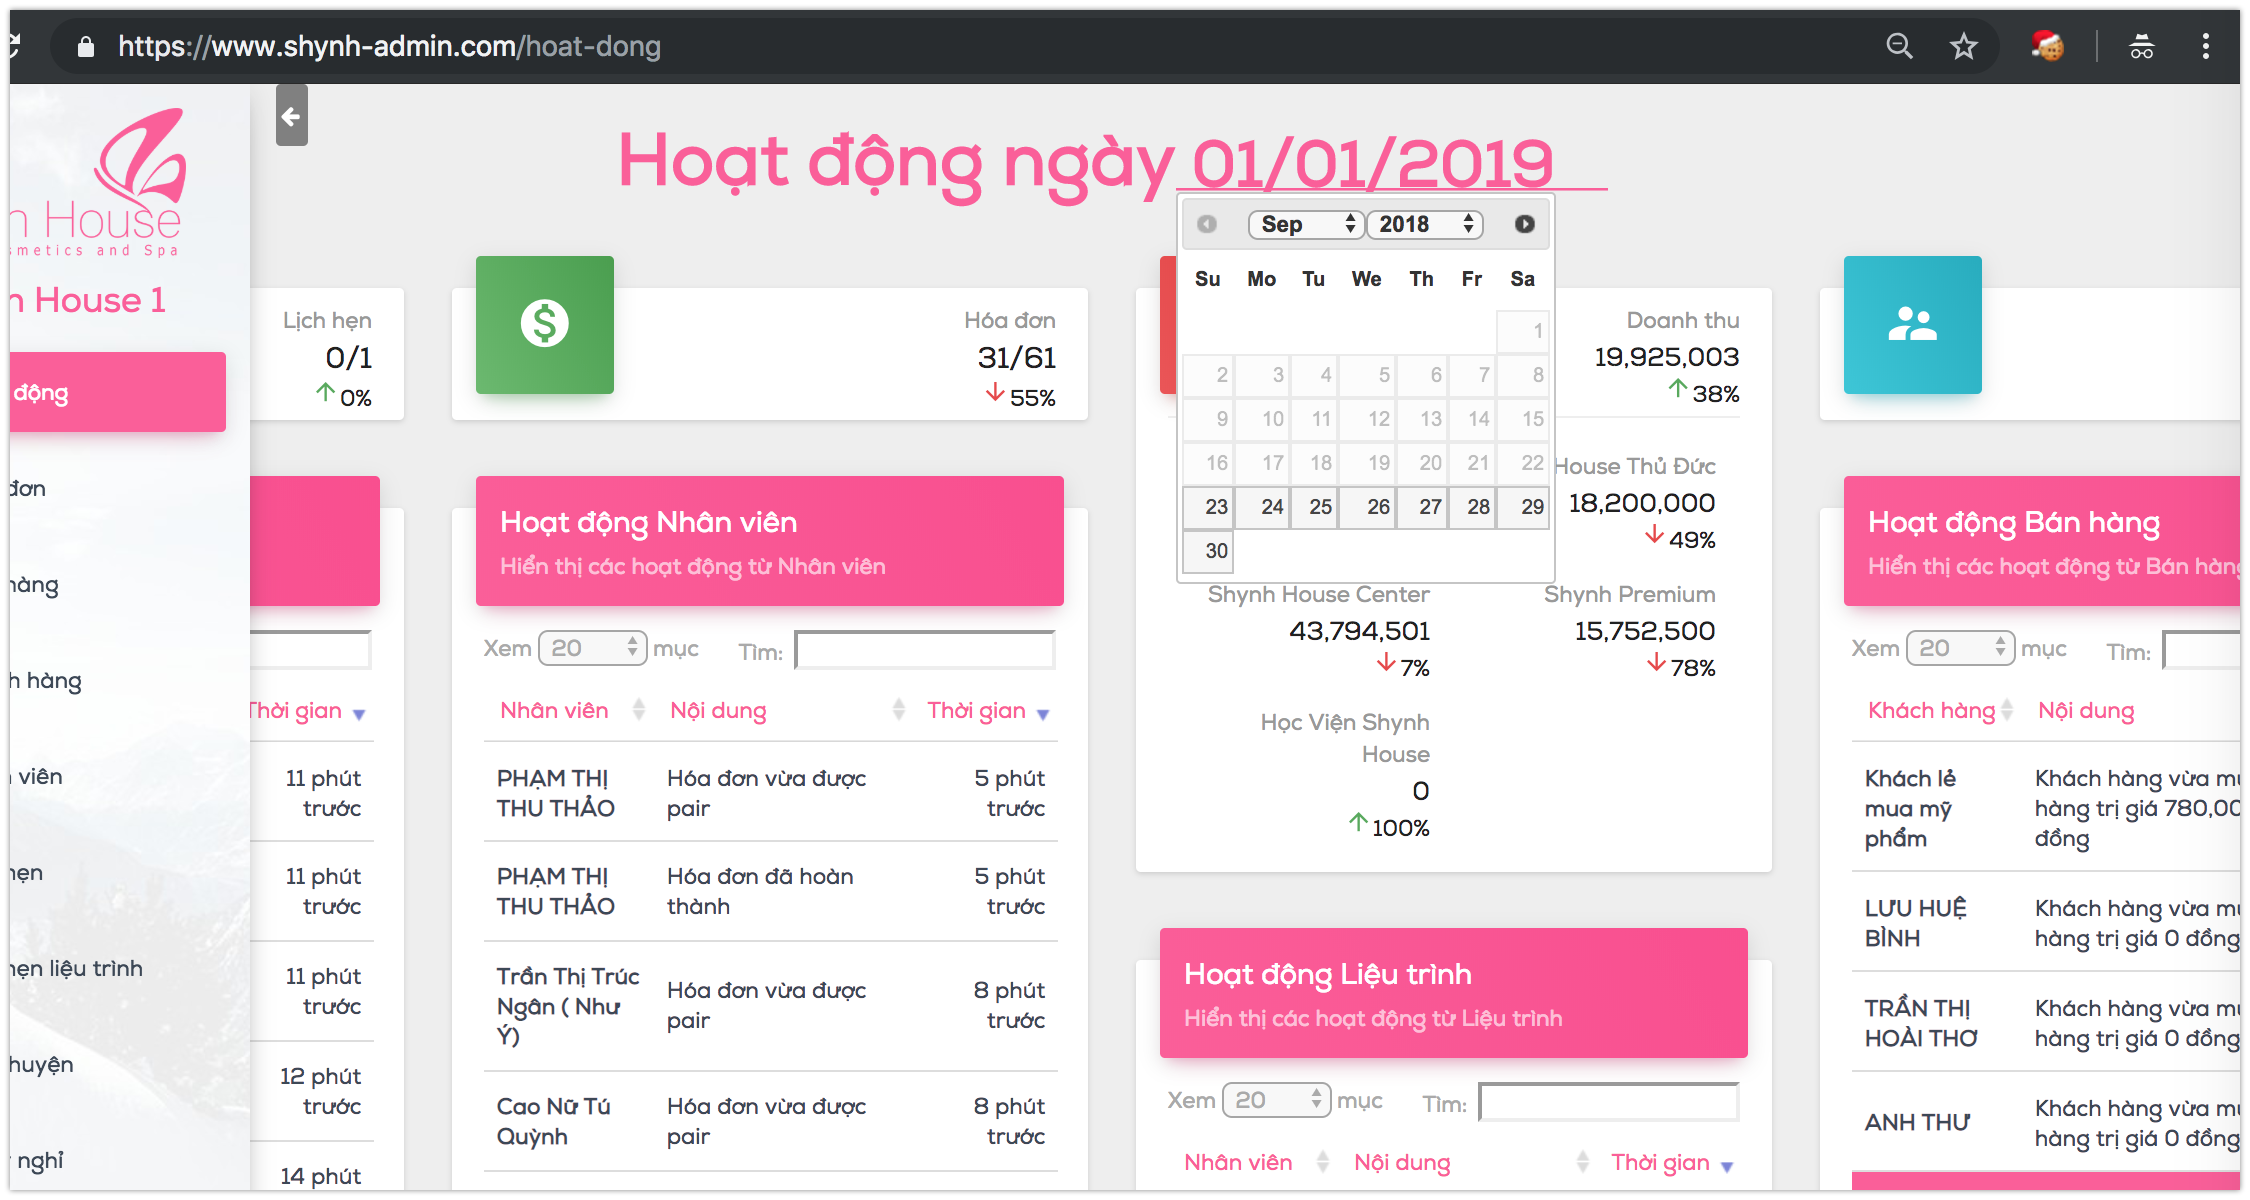 https://www.shynh-admin.com/hoat-dong
n House
smetics and Spa
n House 1
động
đơn
hàng
h hàng
viên
hẹn
hẹn liệu trình
huyện
nghỉ
Hoạt động ngày 01/01/2019
Sep 2018
Su Mo Tu We Th Fr Sa
1
2 3 4 5 6 7 8
9 10 11 12 13 14 15
16 17 18 19 20 21 22
23 24 25 26 27 28 29
30
Lịch hẹn
0/1
0%
Thời gian
11 phút
trước
11 phút
trước
11 phút
trước
12 phút
trước
14 phút
$
Hóa đơn
31/61
55%
Hoạt động Nhân viên
Hiển thị các hoạt động từ Nhân viên
Xem 20 mục Tìm:
Nhân viên Nội dung Thời gian
PHẠM THỊ Hóa đơn vừa được 5 phút
THU THẢO pair trước
PHẠM THỊ Hóa đơn đã hoàn 5 phút
THU THẢO thành trước
Trần Thị Trúc Hóa đơn vừa được 8 phút
Ngân ( Như pair trước
Ý)
Cao Nữ Tú Hóa đơn vừa được 8 phút
Quỳnh pair trước
Doanh thu
19,925,003
38%
House Thủ Đức
18,200,000
49%
Shynh House Center Shynh Premium
43,794,501 15,752,500
7% 78%
Học Viện Shynh
House
0
100%
Hoạt động Liệu trình
Hiển thị các hoạt động từ Liệu trình
Xem 20 mục Tìm:
Nhân viên Nội dung Thời gian
Hoạt động Bán hàng
Hiển thị các hoạt động từ Bán hàng
Xem 20 mục Tìm:
Khách hàng Nội dung
Khách lẻ Khách hàng vừa mu
mua mỹ hàng trị giá 780,00
phẩm đồng
LƯU HUỆ Khách hàng vừa mu
BÌNH hàng trị giá 0 đồng
TRẦN THỊ Khách hàng vừa mu
HOÀI THƠ hàng trị giá 0 đồng
ANH THƯ Khách hàng vừa mu
hàng trị giá 0 đồng